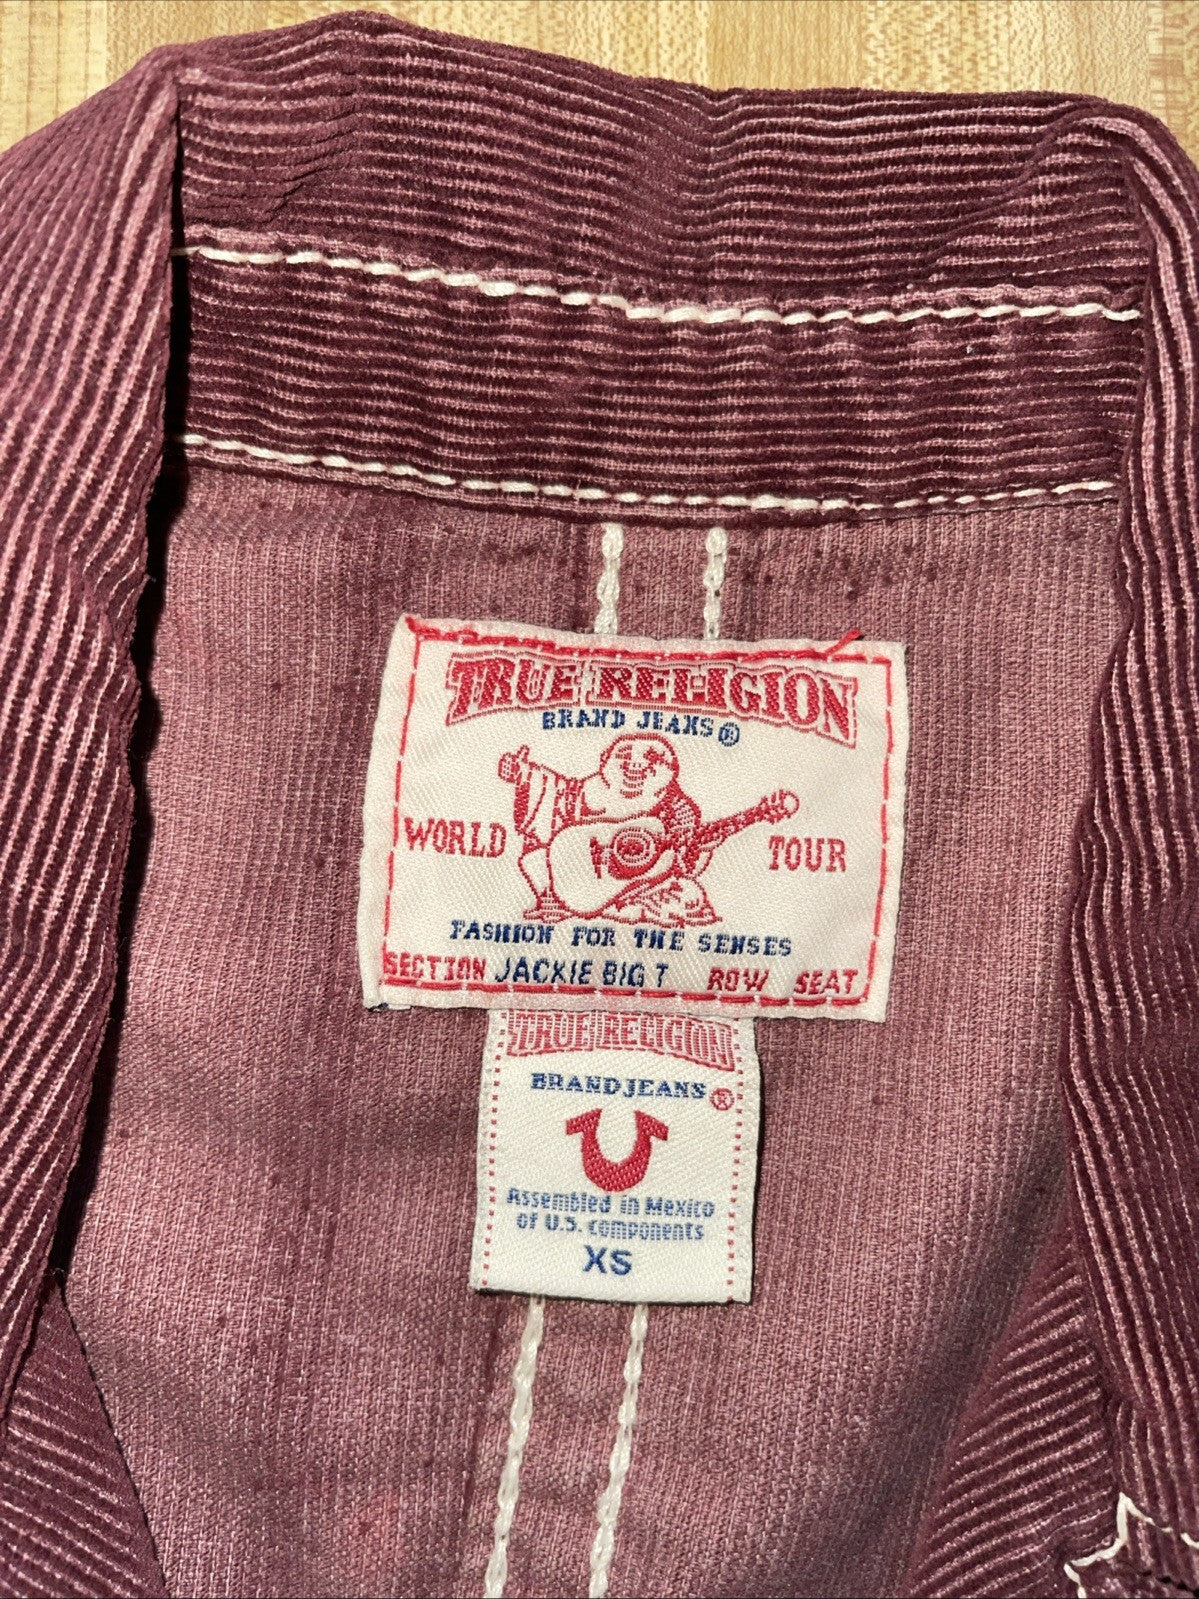 TRUE RELIGION
BRAND JEANS®
WORLD TOUR
FASHION FOR THE SENSES
SECTION JACKIE BIG T ROW SEAT
TRUE RELIGION
BRAND JEANS®
Assembled in Mexico
of U.S. components
XS